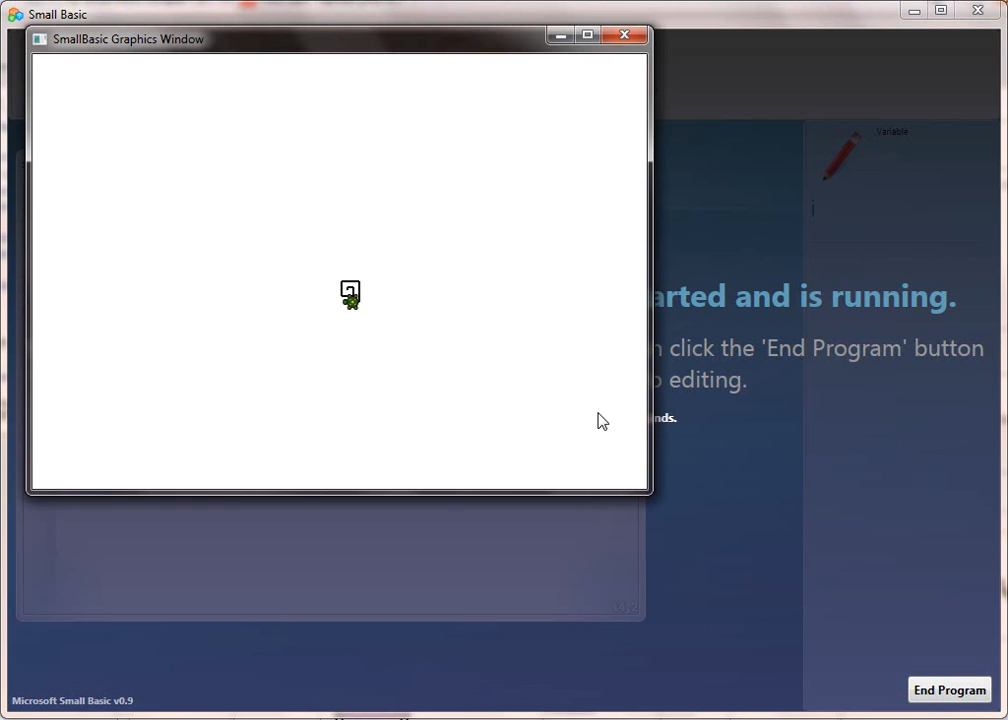 Small Basic
SmallBasic Graphics Window
Variable
i
arted and is running.
click the 'End Program' button
editing.
nds.
Microsoft Small Basic v0.9
End Program